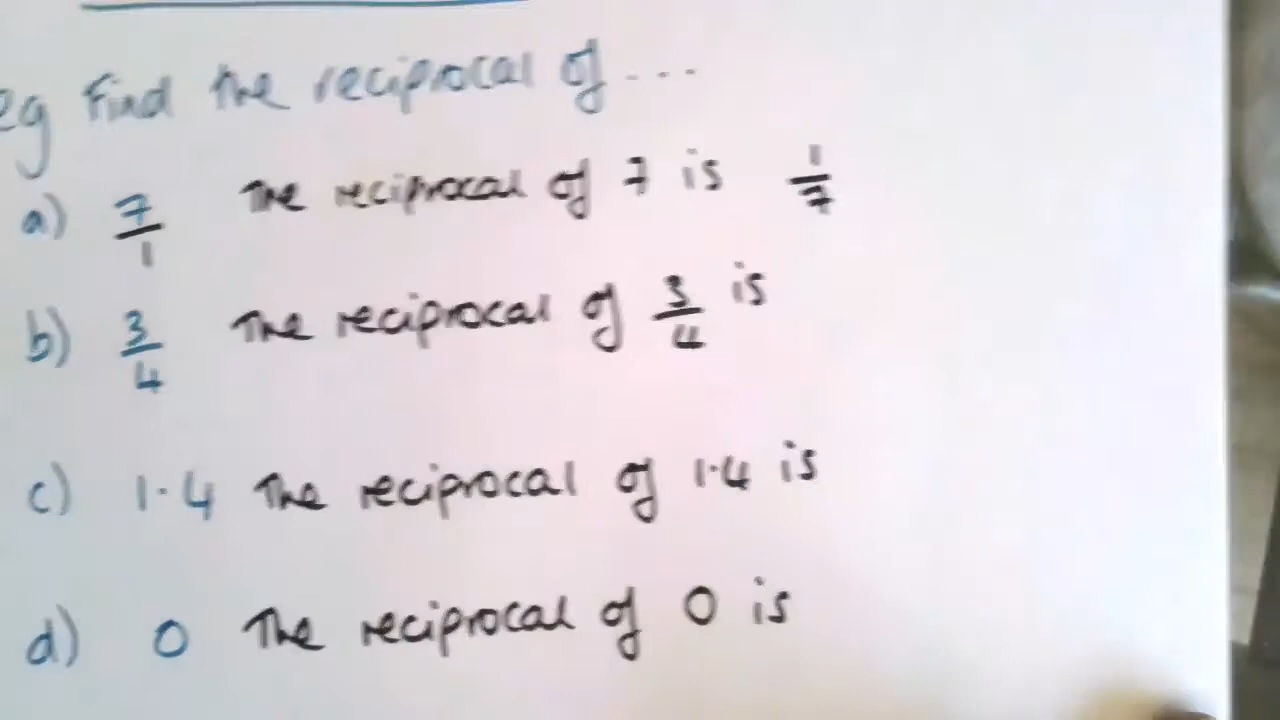 eg Find the reciprocal of ...
a) 7/1 The reciprocal of 7 is 1/7
b) 3/4 The reciprocal of 3/4 is
c) 1·4 The reciprocal of 1·4 is
d) 0 The reciprocal of 0 is